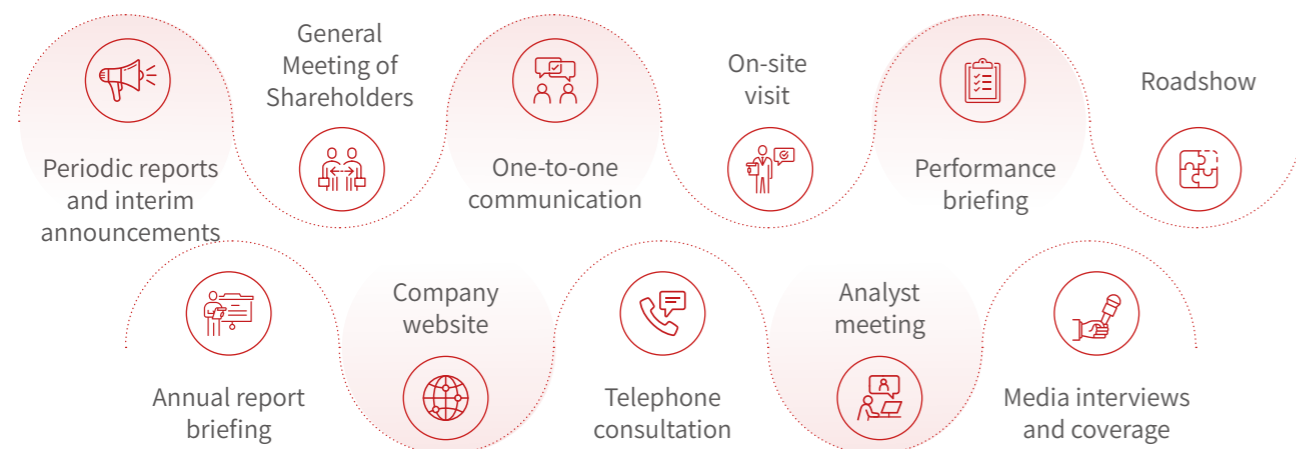 Periodic reports
and interim
announcements
General
Meeting of
Shareholders
One-to-one
communication
On-site
visit
Performance
briefing
Roadshow
Annual report
briefing
Company
website
Telephone
consultation
Analyst
meeting
Media interviews
and coverage